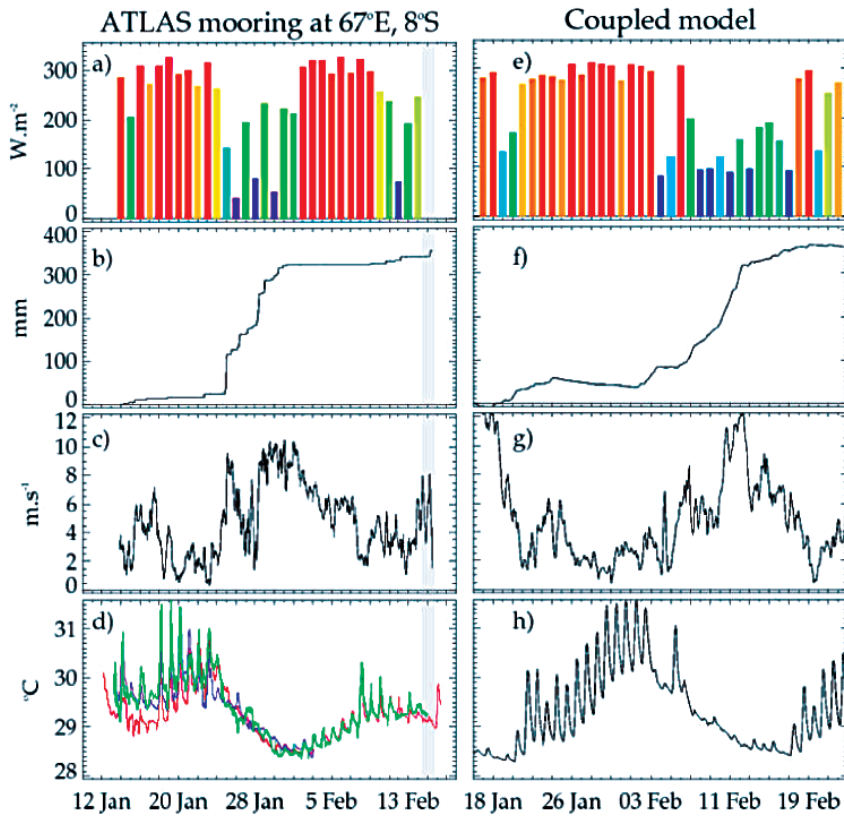 ATLAS mooring at 67°E, 8°S
Coupled model
a)
e)
300
200
100
0
W.m⁻²
b)
f)
400
300
200
100
0
mm
c)
g)
12
10
8
6
4
2
0
m.s⁻¹
d)
h)
31
30
29
28
°C
12 Jan 20 Jan 28 Jan 5 Feb 13 Feb
18 Jan 26 Jan 03 Feb 11 Feb 19 Feb